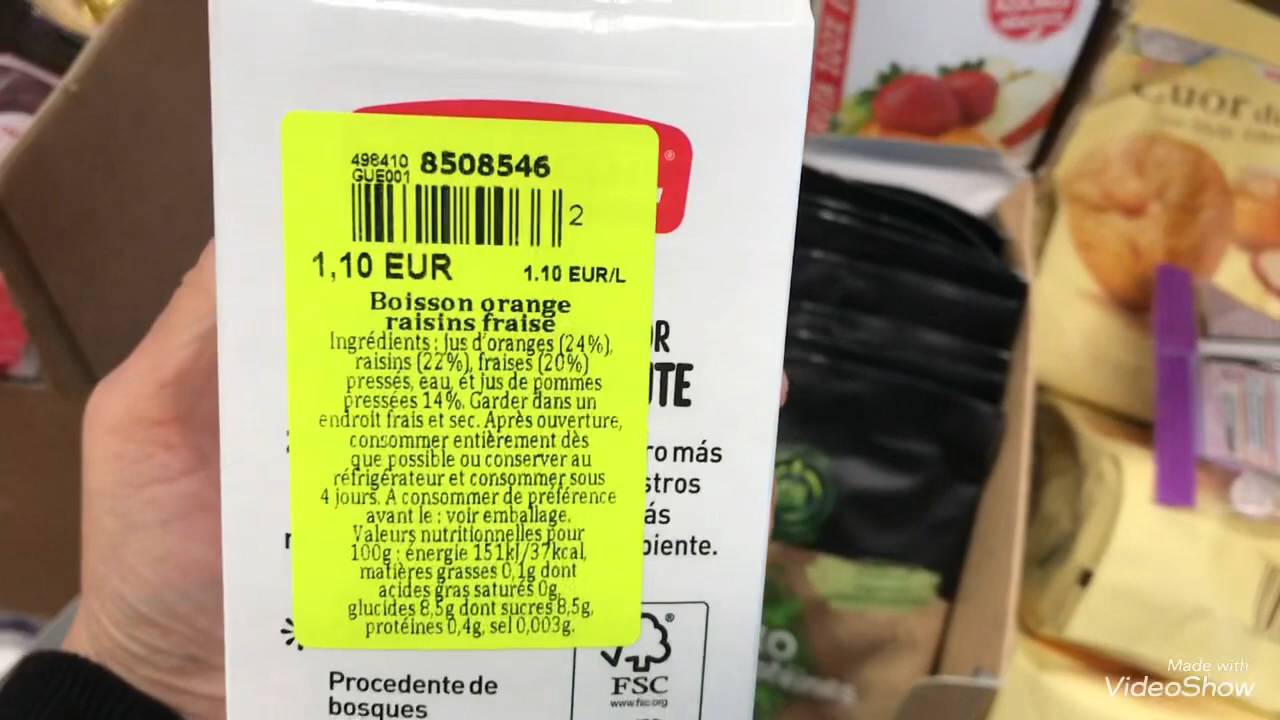 498410 8508546
GUE001
2
1,10 EUR 1.10 EUR/L
Boisson orange
raisins fraise
Ingrédients : jus d'oranges (24%),
raisins (22%), fraises (20%)
pressés, eau, et jus de pommes
pressées 14%. Garder dans un
endroit frais et sec. Après ouverture,
consommer entièrement dès
que possible ou conserver au
réfrigérateur et consommer sous
4 jours. A consommer de préférence
avant le : voir emballage.
Valeurs nutritionnelles pour
100g : énergie 151kJ/37kcal,
matières grasses 0,1g dont
acides gras saturés 0g,
glucides 8,5g dont sucres 8,5g,
protéines 0,4g, sel 0,003g.
®
OR
más
stros
ás
biente.
Procedente de
bosques
®
FSC
www.fsc.org
100%
Cuor di
Made with
VideoShow